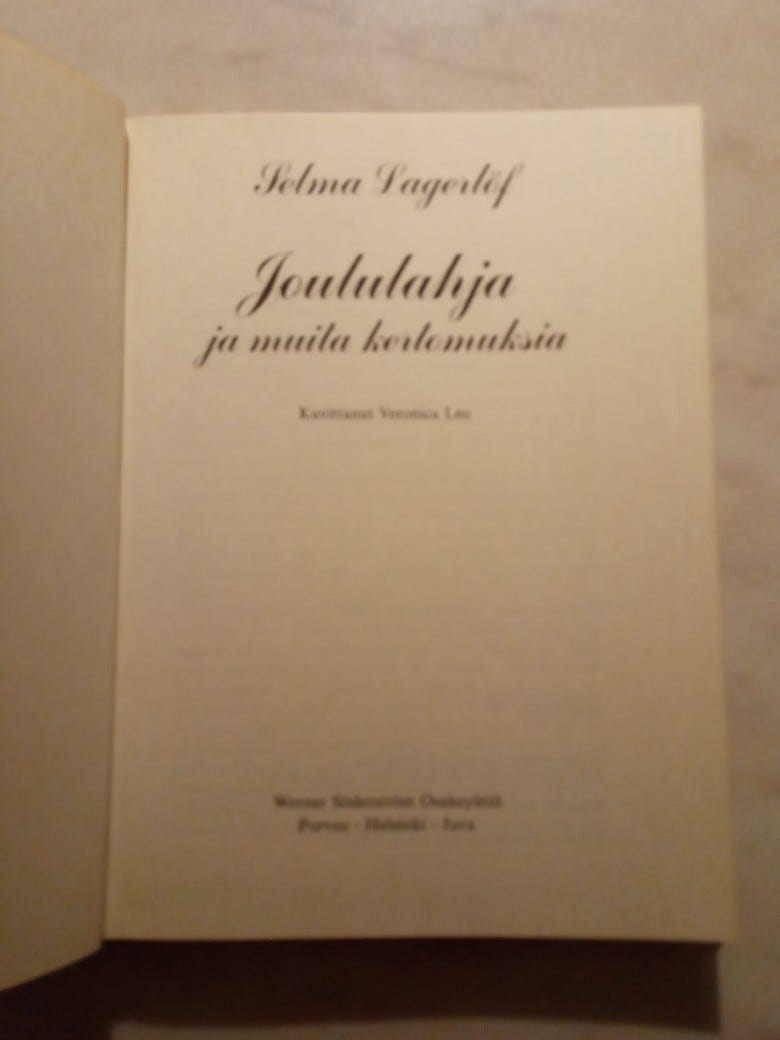 Selma Lagerlöf
Joululahja
ja muita kertomuksia
Kuvittanut Veronica Leo
Werner Söderström Osakeyhtiö
Porvoo - Helsinki - Juva